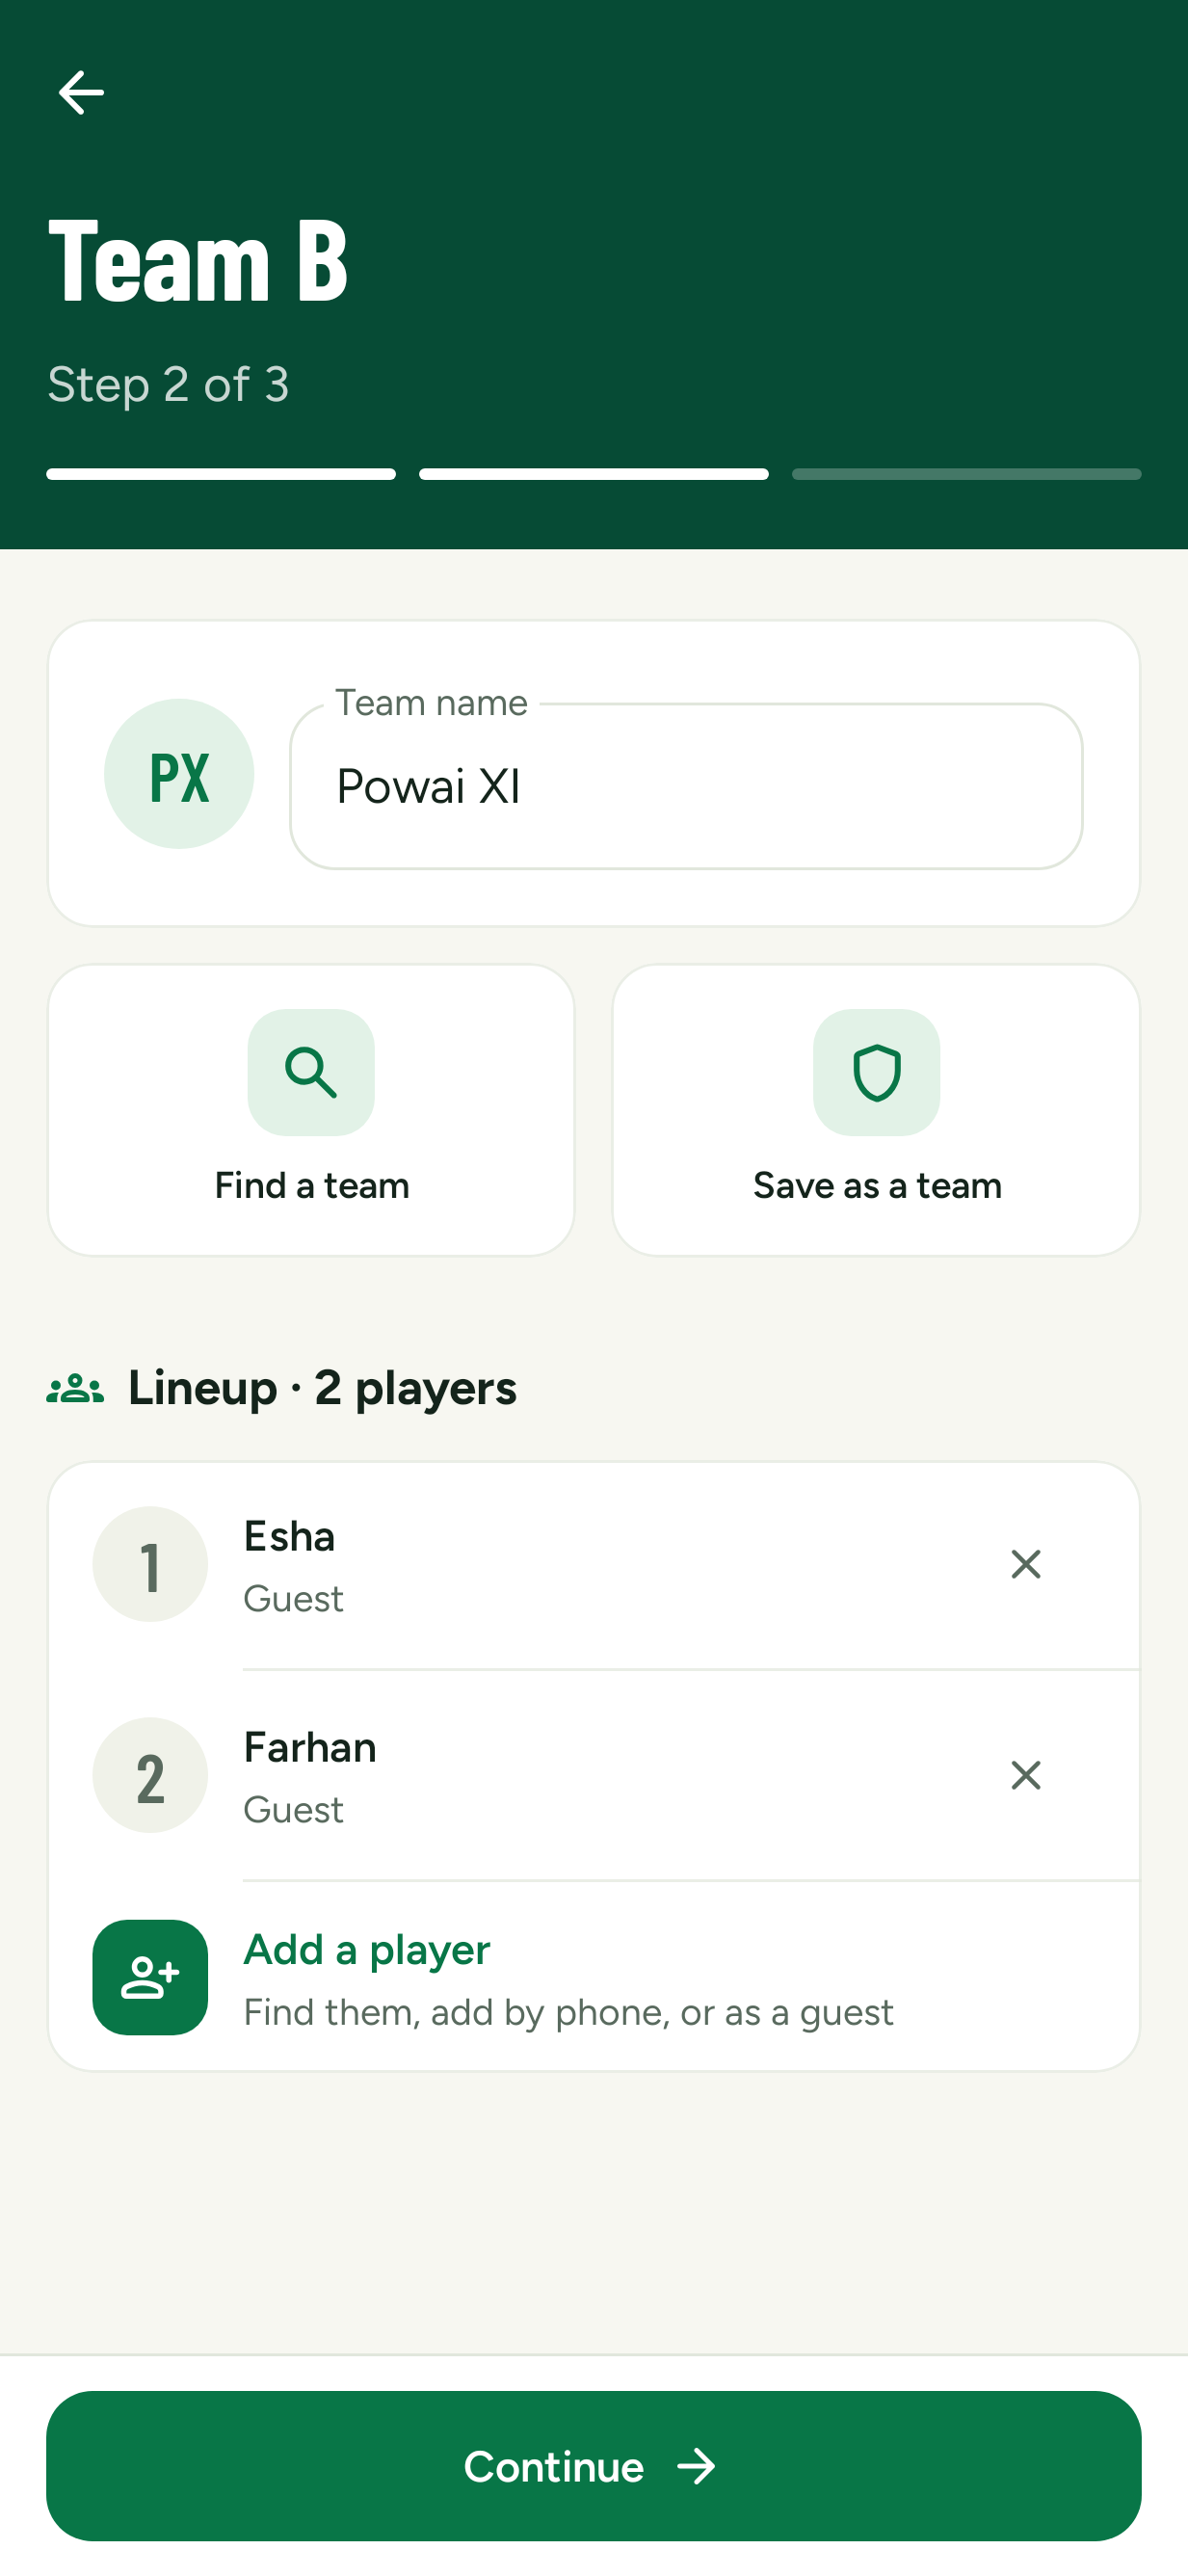 Team B
Step 2 of 3
Team name
PX
Powai XI
Find a team
Save as a team
Lineup · 2 players
1
Esha
Guest
2
Farhan
Guest
Add a player
Find them, add by phone, or as a guest
Continue